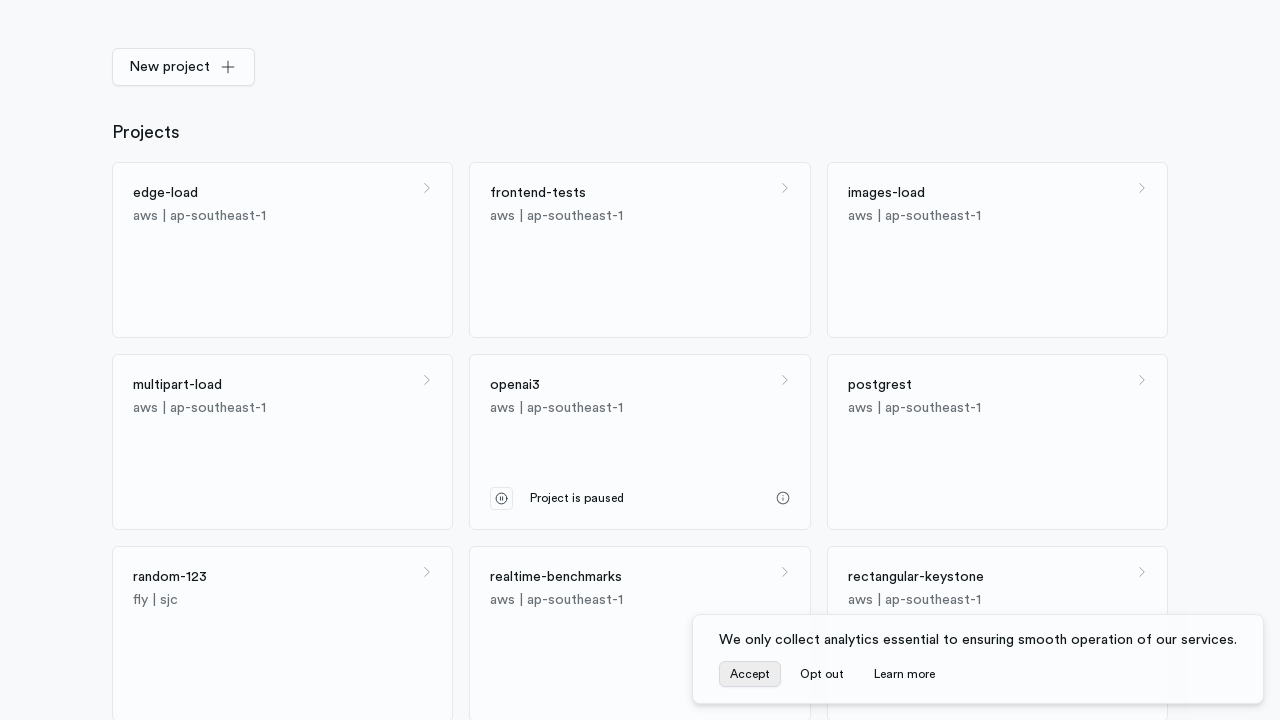 New project
Projects
edge-load
aws | ap-southeast-1
frontend-tests
aws | ap-southeast-1
images-load
aws | ap-southeast-1
multipart-load
aws | ap-southeast-1
openai3
aws | ap-southeast-1
Project is paused
postgrest
aws | ap-southeast-1
random-123
fly | sjc
realtime-benchmarks
aws | ap-southeast-1
rectangular-keystone
aws | ap-southeast-1
We only collect analytics essential to ensuring smooth operation of our services.
Accept Opt out Learn more